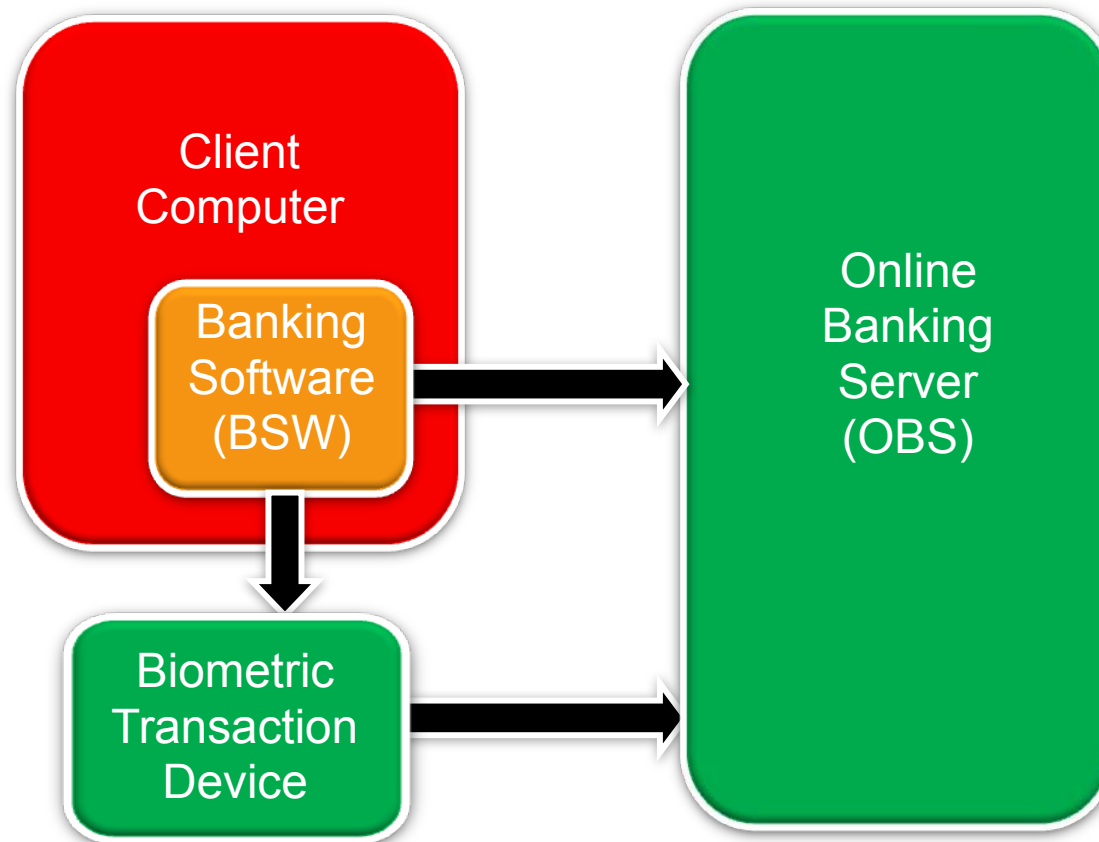 Client
Computer
Banking
Software
(BSW)
Online
Banking
Server
(OBS)
Biometric
Transaction
Device